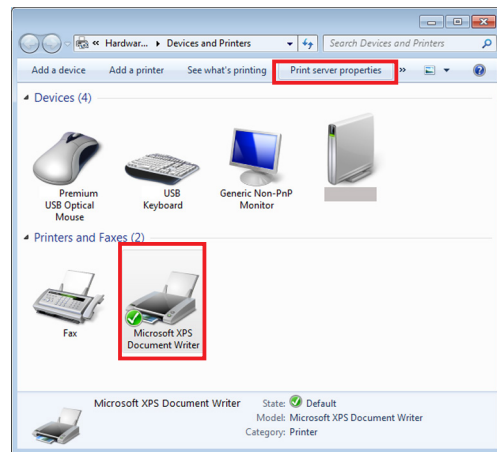 « Hardwar... ▸ Devices and Printers
Search Devices and Printers
Add a device Add a printer See what's printing Print server properties »
Devices (4)
Premium
USB Optical
Mouse
USB
Keyboard
Generic Non-PnP
Monitor
Printers and Faxes (2)
Fax
Microsoft XPS
Document Writer
Microsoft XPS Document Writer
State: Default
Model: Microsoft XPS Document Writer
Category: Printer